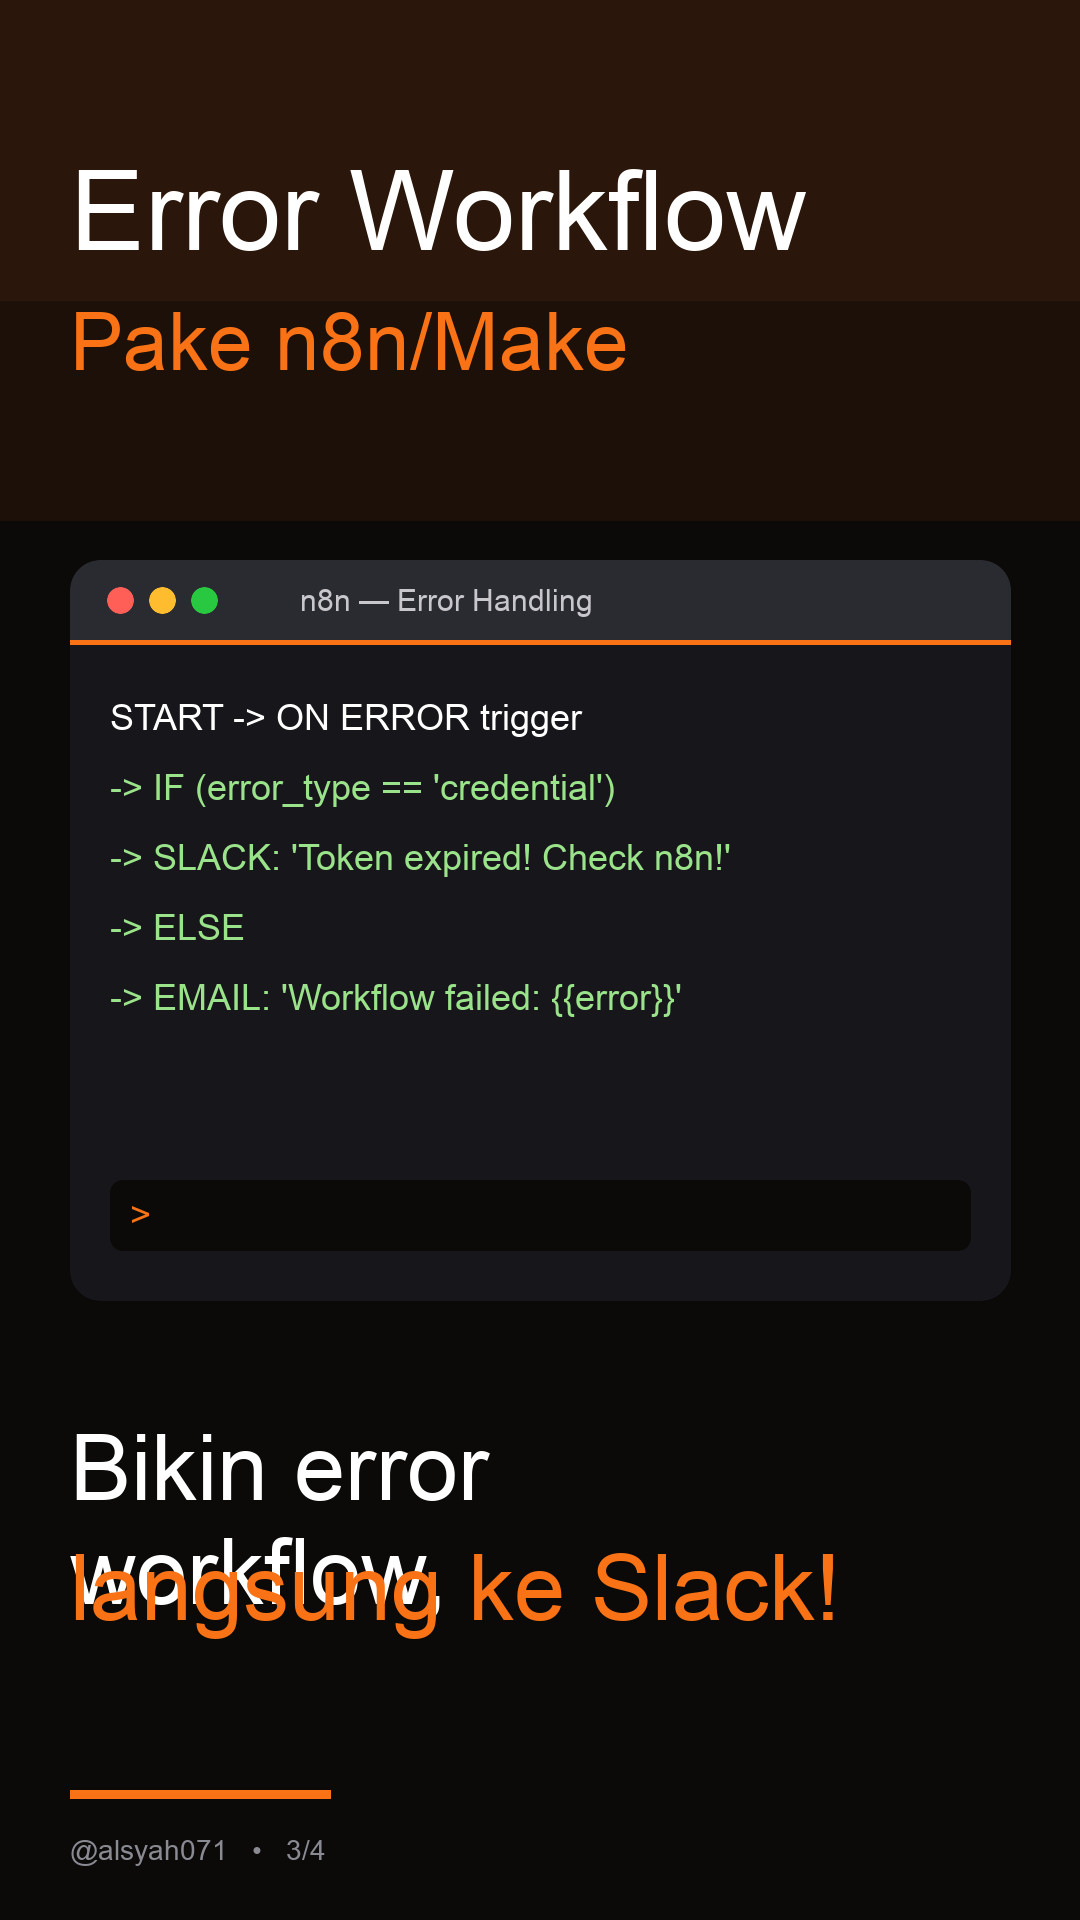 Error Workflow
Pake n8n/Make
n8n — Error Handling
START -> ON ERROR trigger
-> IF (error_type == 'credential')
-> SLACK: 'Token expired! Check n8n!'
-> ELSE
-> EMAIL: 'Workflow failed: {{error}}'
>
Bikin error
workflow,
langsung ke Slack!
@alsyah071 • 3/4